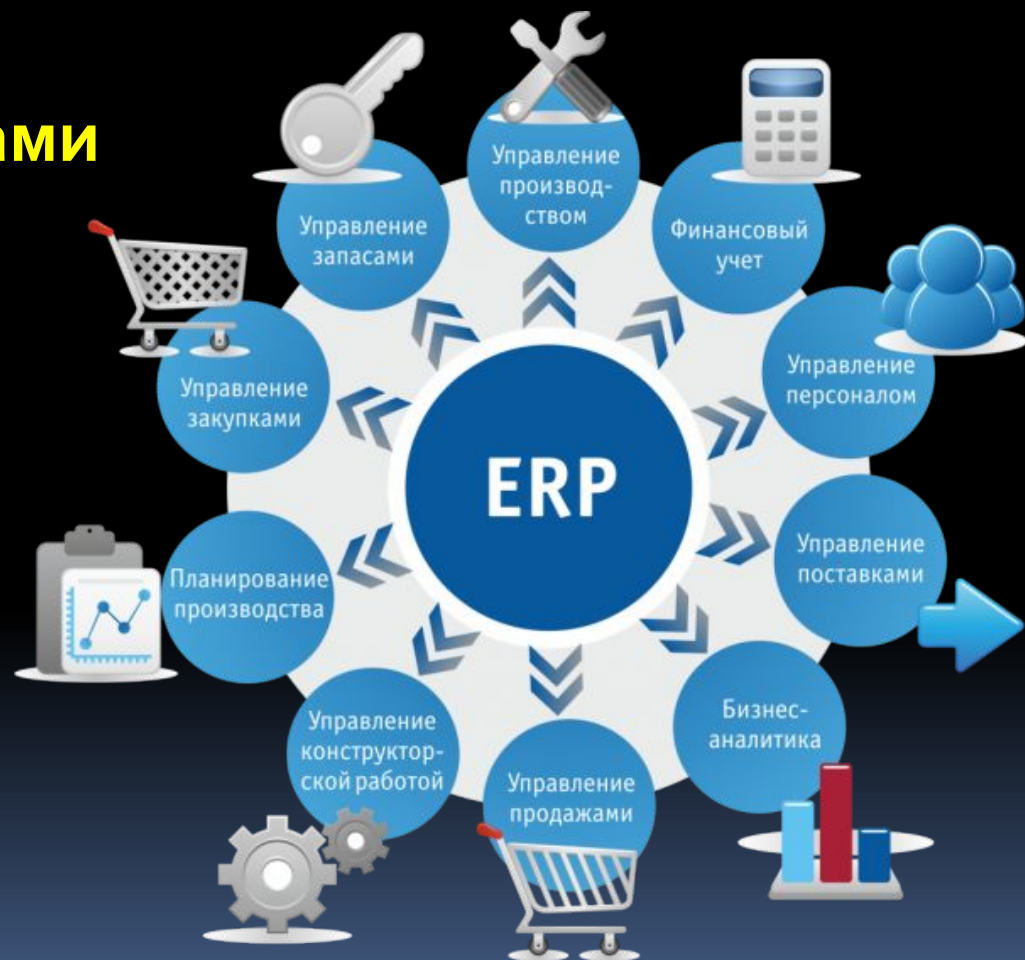 ами
Управление
производ-
ством
Финансовый
учет
Управление
персоналом
Управление
поставками
Бизнес-
аналитика
Управление
продажами
Управление
конструктор-
ской работой
Планирование
производства
Управление
закупками
Управление
запасами
ERP